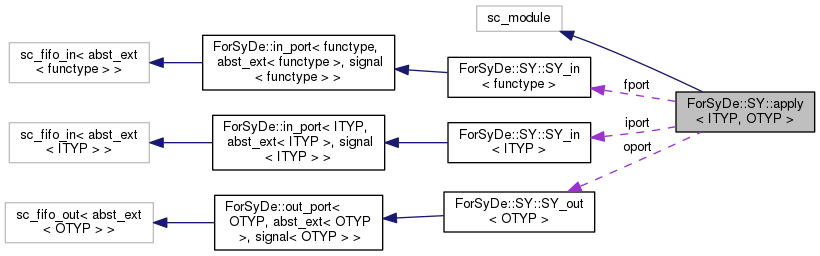 sc_module
sc_fifo_in< abst_ext
< functype > >
ForSyDe::in_port< functype,
abst_ext< functype >, signal
< functype > >
ForSyDe::SY::SY_in
< functype >
fport
ForSyDe::SY::apply
< ITYP, OTYP >
sc_fifo_in< abst_ext
< ITYP > >
ForSyDe::in_port< ITYP,
abst_ext< ITYP >, signal
< ITYP > >
ForSyDe::SY::SY_in
< ITYP >
iport
oport
sc_fifo_out< abst_ext
< OTYP > >
ForSyDe::out_port<
OTYP, abst_ext< OTYP
>, signal< OTYP > >
ForSyDe::SY::SY_out
< OTYP >